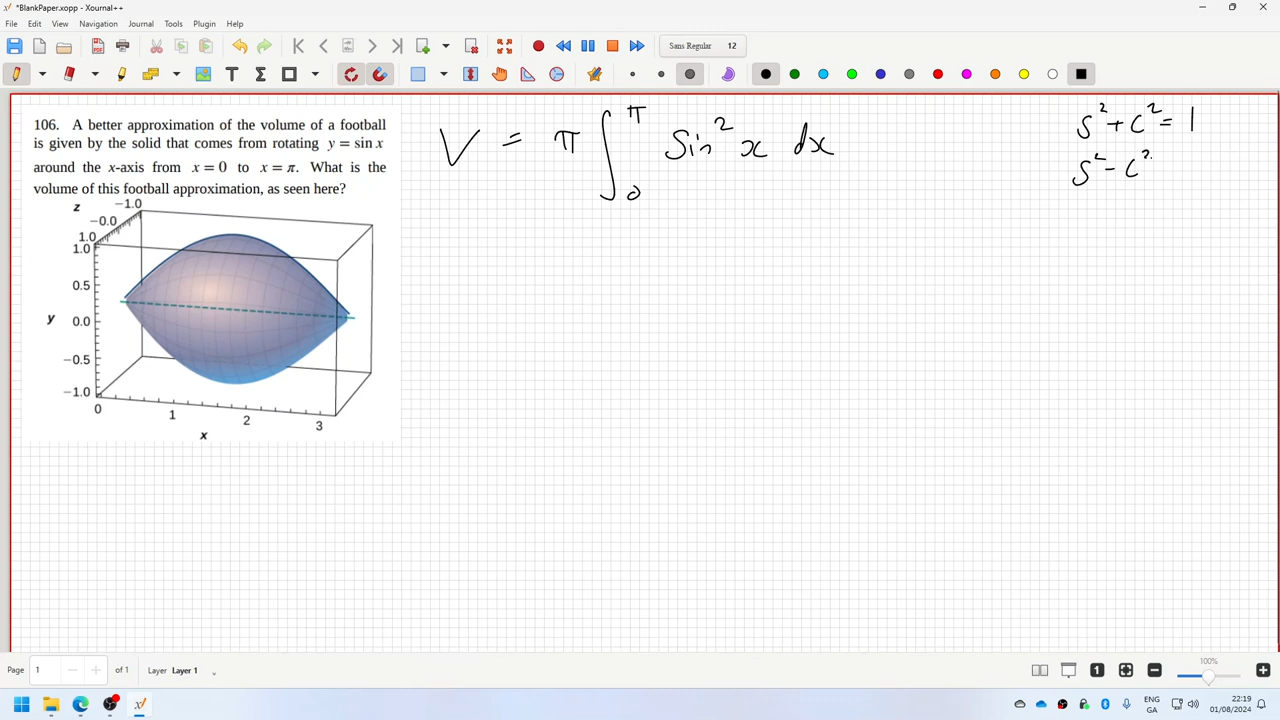 *BlankPaper.xopp - Xournal++
File Edit View Navigation Journal Tools Plugin Help
Sans Regular 12
106. A better approximation of the volume of a football
is given by the solid that comes from rotating y = sin x
around the x-axis from x = 0 to x = π. What is the
volume of this football approximation, as seen here?
z
−1.0
−0.0
1.0
1.0
0.5
y
0.0
−0.5
−1.0
0
1
2
3
x
V = π ∫₀^π Sin² x dx
S² + C² = 1
S² − C²
Page 1 of 1 Layer Layer 1
1
100%
ENG
GA
22:19
01/08/2024